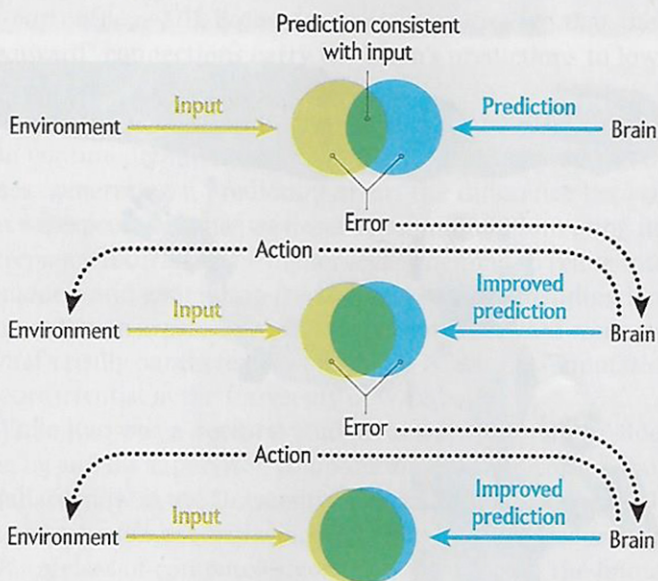 Prediction consistent
with input
Environment
Input
Prediction
Brain
Error
Action
Environment
Input
Improved
prediction
Brain
Error
Action
Environment
Input
Improved
prediction
Brain